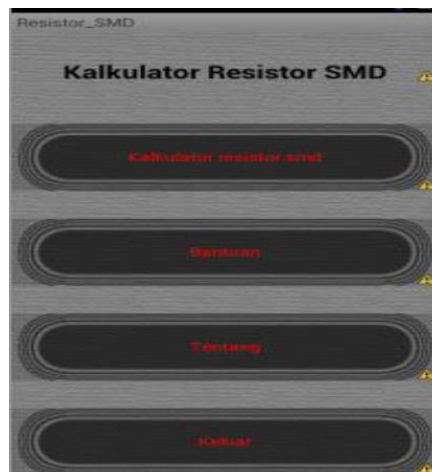 Resistor_SMD
Kalkulator Resistor SMD
Kalkulator resistor smd
Bantuan
Tentang
Keluar